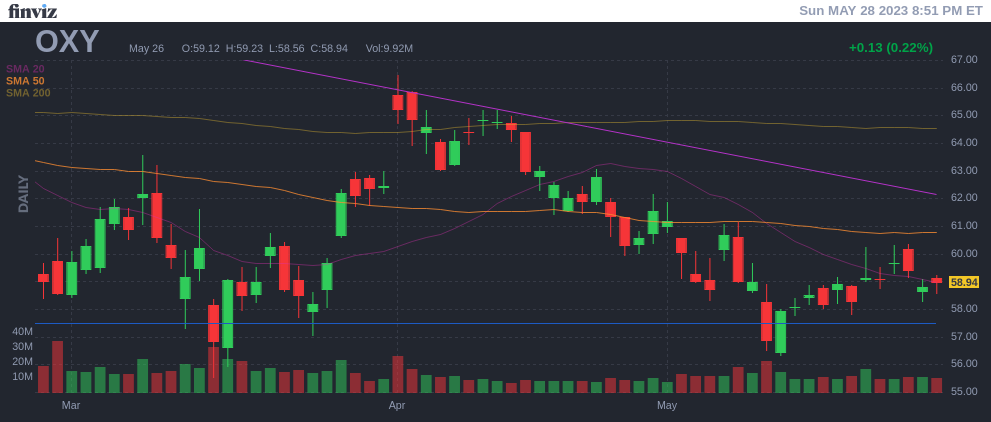 finviz
Sun MAY 28 2023 8:51 PM ET
OXY
May 26 O:59.12 H:59.23 L:58.56 C:58.94 Vol:9.92M
+0.13 (0.22%)
SMA 20
SMA 50
SMA 200
DAILY
67.00
66.00
65.00
64.00
63.00
62.00
61.00
60.00
58.94
58.00
57.00
56.00
55.00
40M
30M
20M
10M
Mar Apr May